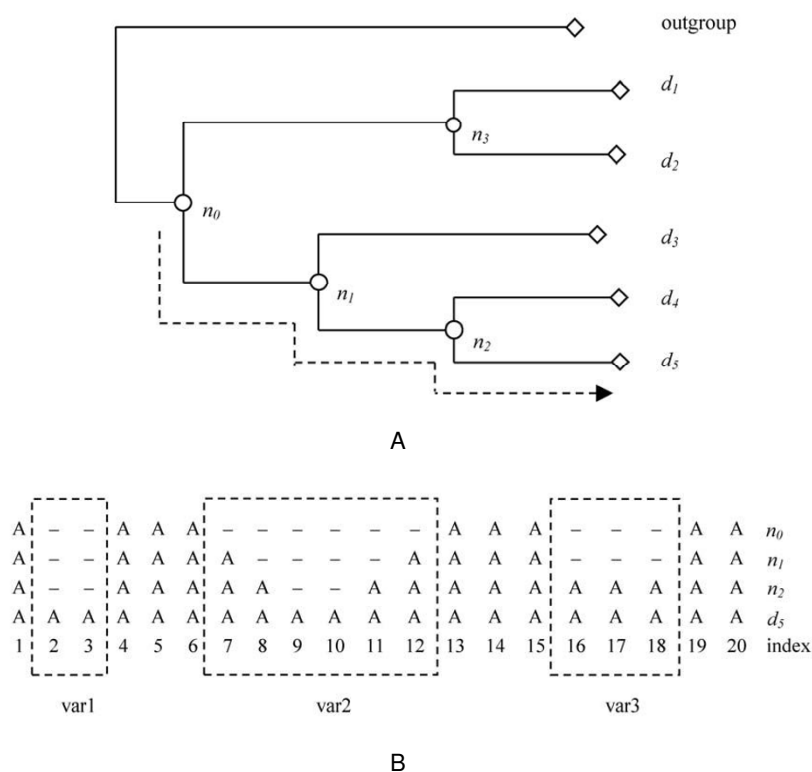 outgroup
d1
n3
d2
n0
d3
n1
d4
n2
d5
A
A – – A A A – – – – – – A A A – – – A A n0
A – – A A A A – – – – A A A A – – – A A n1
A – – A A A A A – – A A A A A A A A A A n2
A A A A A A A A A A A A A A A A A A A A d5
1 2 3 4 5 6 7 8 9 10 11 12 13 14 15 16 17 18 19 20 index
var1 var2 var3
B